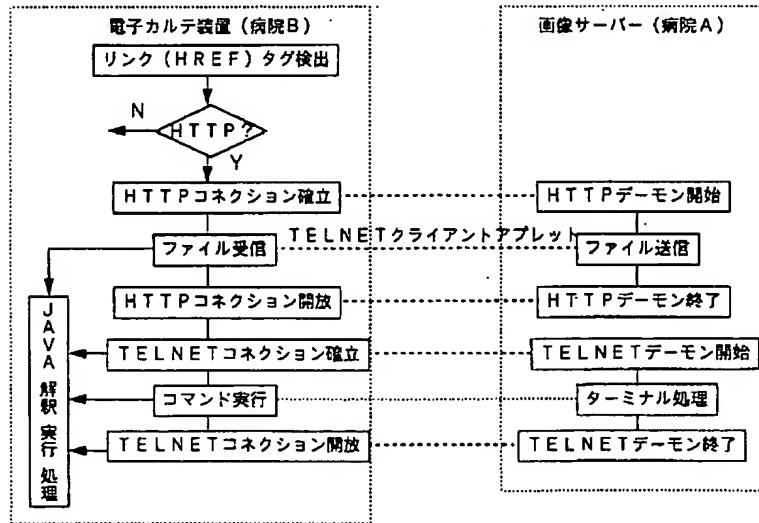 電子カルテ装置(病院B)
リンク(HREF)タグ検出
N
HTTP?
Y
HTTPコネクション確立
ファイル受信
HTTPコネクション開放
TELNETコネクション確立
コマンド実行
TELNETコネクション開放
JAVA解釈実行処理
TELNETクライアントアプレット
画像サーバー(病院A)
HTTPデーモン開始
ファイル送信
HTTPデーモン終了
TELNETデーモン開始
ターミナル処理
TELNETデーモン終了